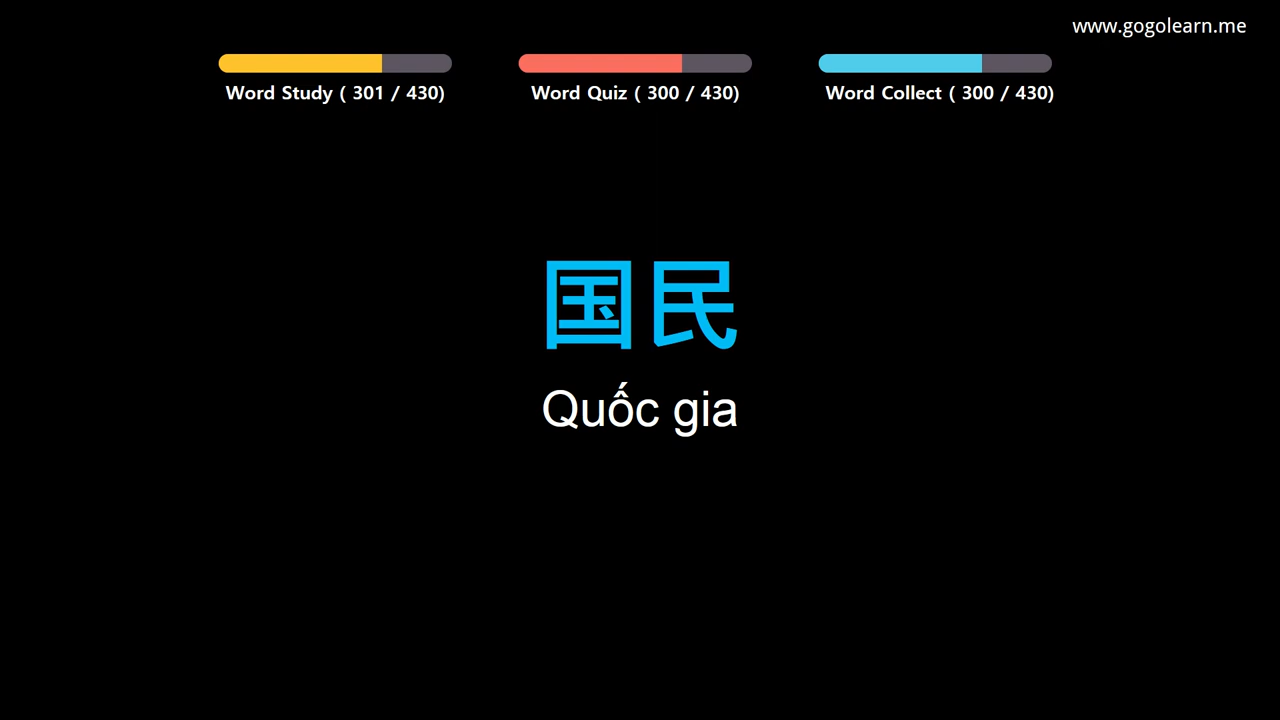 www.gogolearn.me
Word Study ( 301 / 430)
Word Quiz ( 300 / 430)
Word Collect ( 300 / 430)
国民
Quốc gia